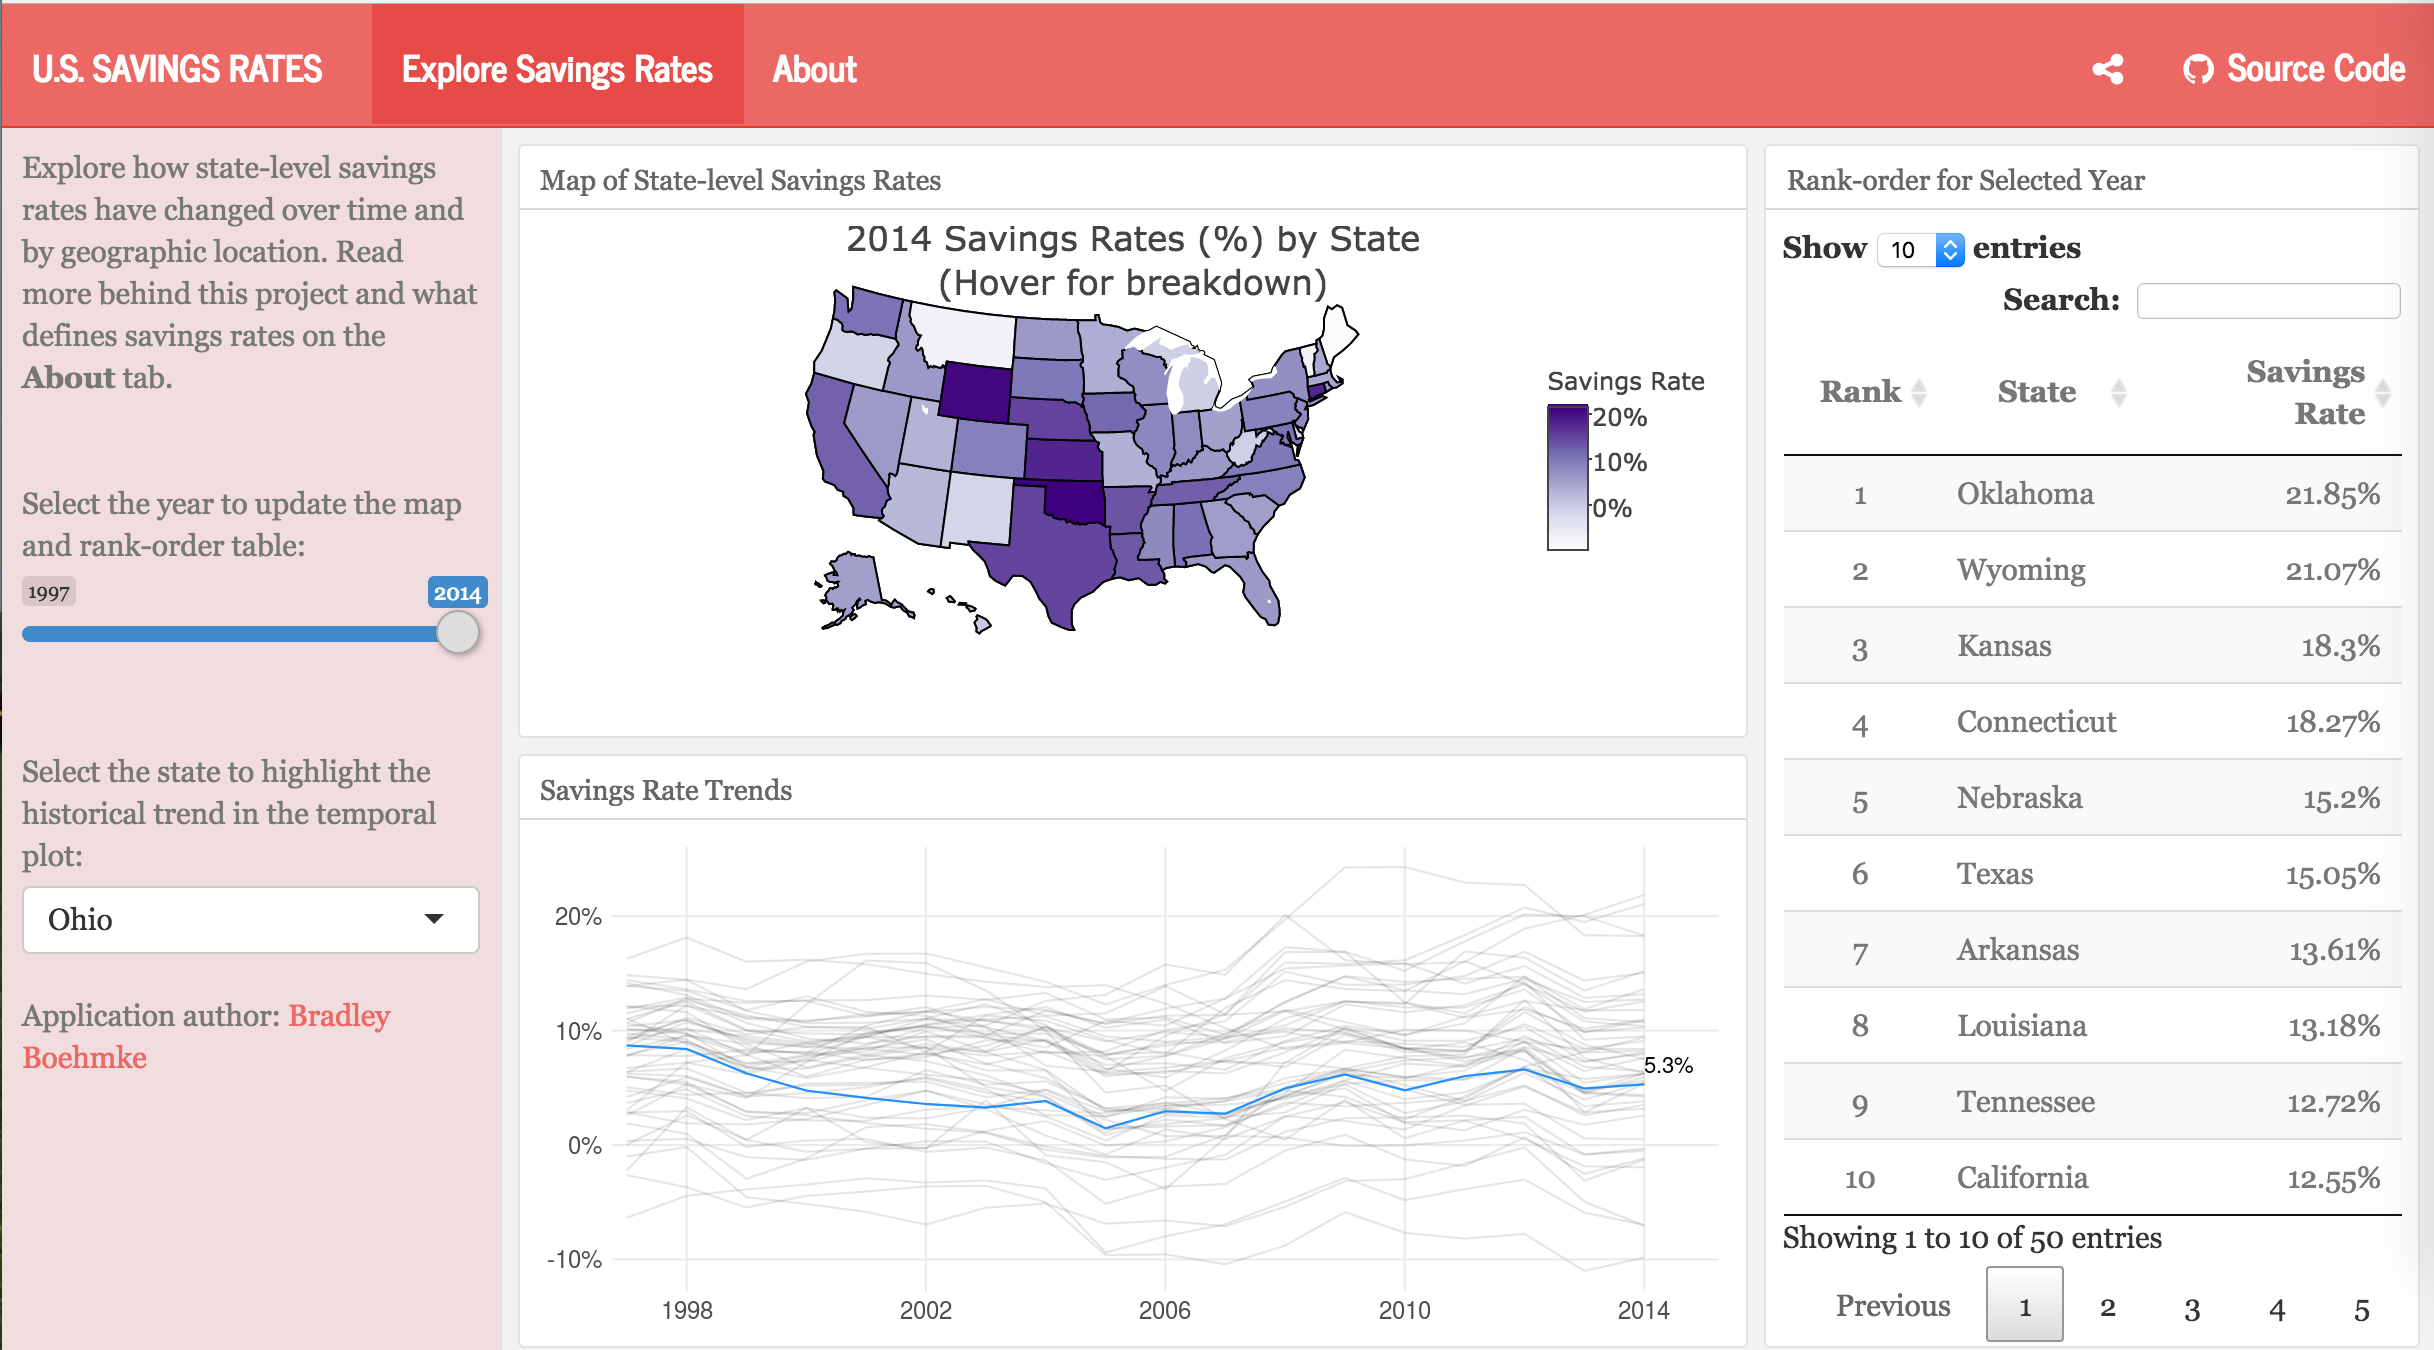 U.S. SAVINGS RATES
Explore Savings Rates
About
Source Code
Explore how state-level savings
rates have changed over time and
by geographic location. Read
more behind this project and what
defines savings rates on the
About tab.
Select the year to update the map
and rank-order table:
1997
2014
Select the state to highlight the
historical trend in the temporal
plot:
Ohio
Application author: Bradley
Boehmke
Map of State-level Savings Rates
2014 Savings Rates (%) by State
(Hover for breakdown)
Savings Rate
20%
10%
0%
Savings Rate Trends
20%
10%
0%
-10%
5.3%
1998
2002
2006
2010
2014
Rank-order for Selected Year
Show 10 entries
Search:
Rank State Savings
Rate
1 Oklahoma 21.85%
2 Wyoming 21.07%
3 Kansas 18.3%
4 Connecticut 18.27%
5 Nebraska 15.2%
6 Texas 15.05%
7 Arkansas 13.61%
8 Louisiana 13.18%
9 Tennessee 12.72%
10 California 12.55%
Showing 1 to 10 of 50 entries
Previous 1 2 3 4 5